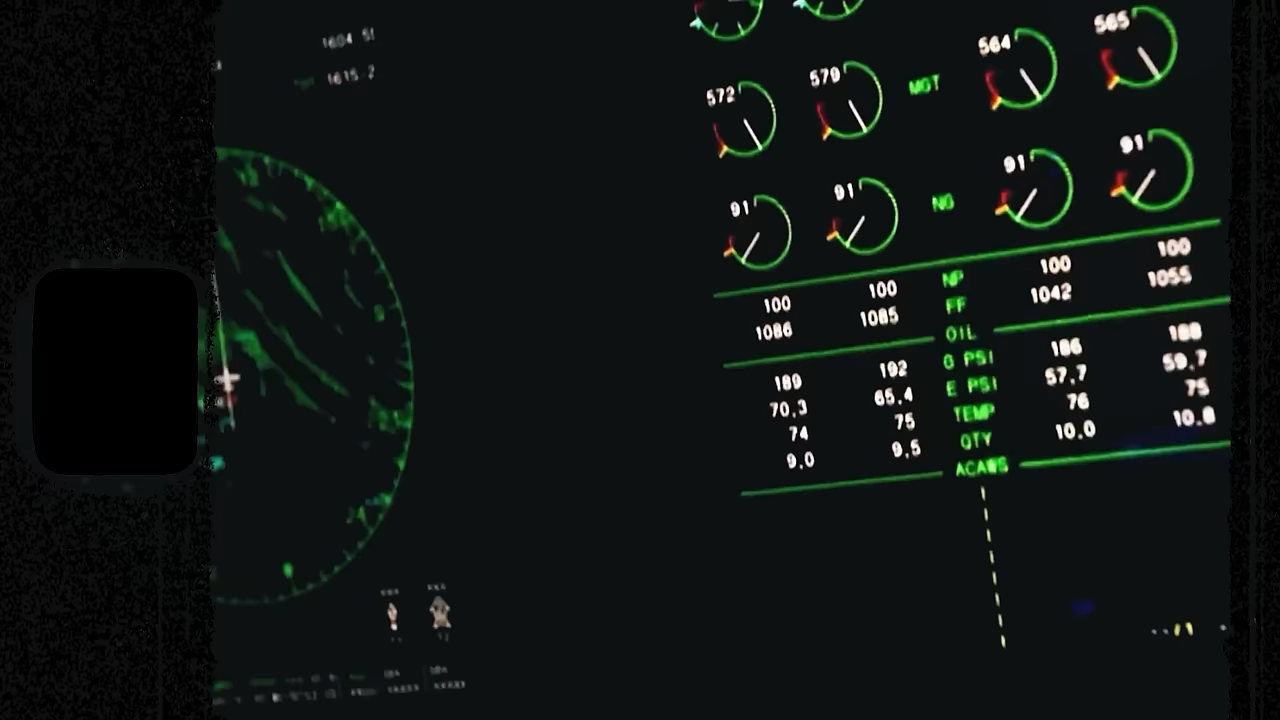 1604 SI
1615 2
572 579 MGT 564 565
91 91 NG 91 91
100 100 NP 100 100
1086 1085 FF 1042 1055
OIL
189 192 G PSI 186 188
70.3 65.4 E PSI 57.7 59.7
74 75 TEMP 76 75
9.0 9.5 QTY 10.0 10.8
ACAWS